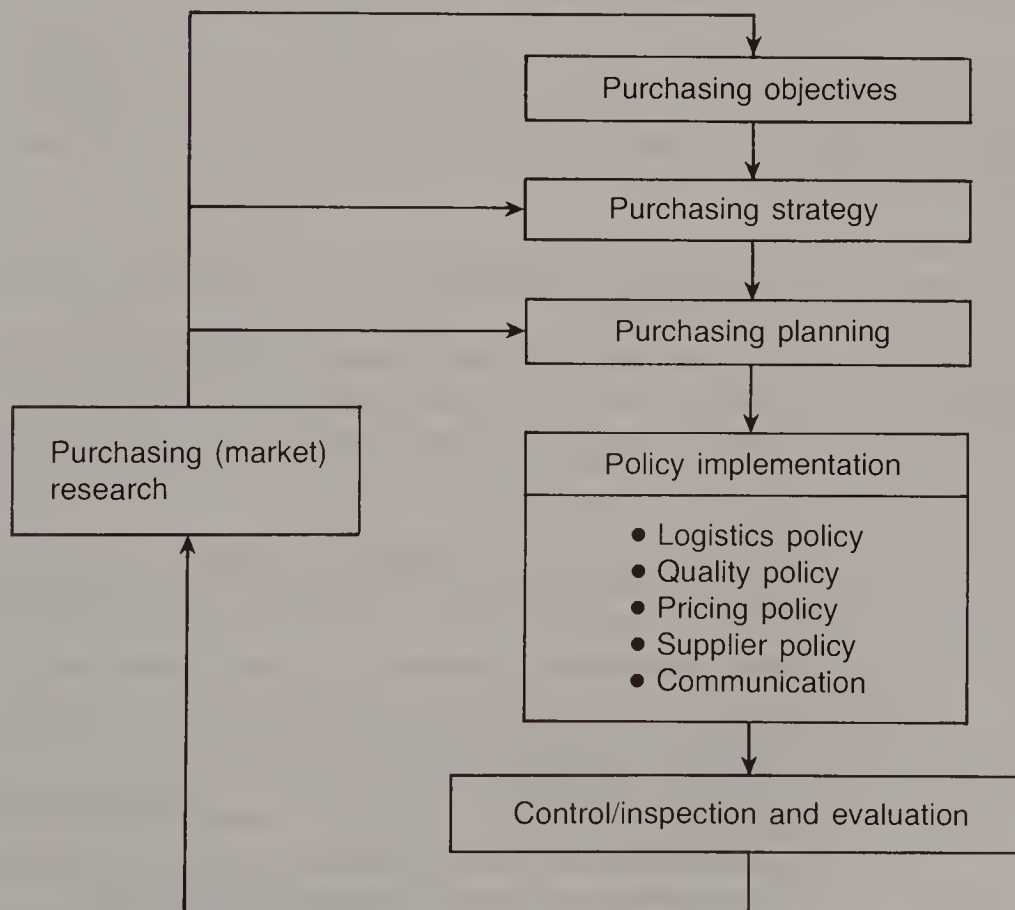 Purchasing objectives
Purchasing strategy
Purchasing planning
Purchasing (market)
research
Policy implementation
● Logistics policy
● Quality policy
● Pricing policy
● Supplier policy
● Communication
Control/inspection and evaluation